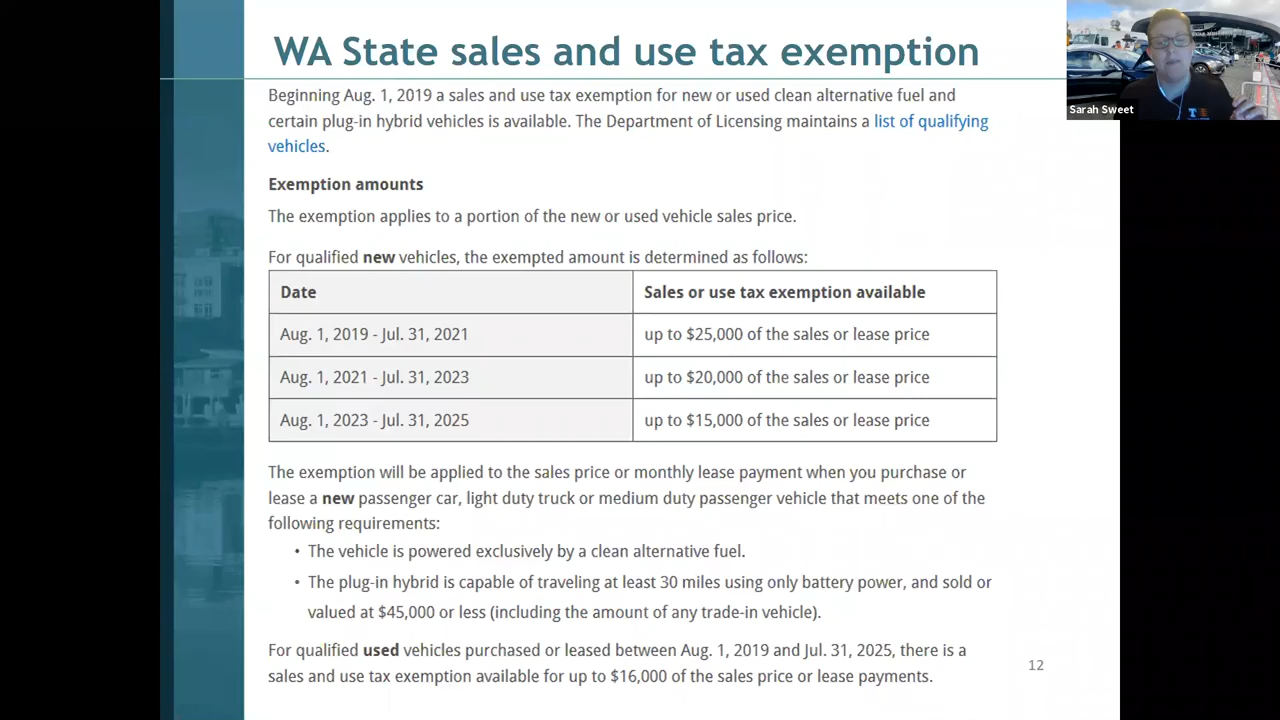 WA State sales and use tax exemption
Beginning Aug. 1, 2019 a sales and use tax exemption for new or used clean alternative fuel and
certain plug-in hybrid vehicles is available. The Department of Licensing maintains a list of qualifying
vehicles.
Exemption amounts
The exemption applies to a portion of the new or used vehicle sales price.
For qualified new vehicles, the exempted amount is determined as follows:
Date
Sales or use tax exemption available
Aug. 1, 2019 - Jul. 31, 2021
up to $25,000 of the sales or lease price
Aug. 1, 2021 - Jul. 31, 2023
up to $20,000 of the sales or lease price
Aug. 1, 2023 - Jul. 31, 2025
up to $15,000 of the sales or lease price
The exemption will be applied to the sales price or monthly lease payment when you purchase or
lease a new passenger car, light duty truck or medium duty passenger vehicle that meets one of the
following requirements:
• The vehicle is powered exclusively by a clean alternative fuel.
• The plug-in hybrid is capable of traveling at least 30 miles using only battery power, and sold or
valued at $45,000 or less (including the amount of any trade-in vehicle).
For qualified used vehicles purchased or leased between Aug. 1, 2019 and Jul. 31, 2025, there is a
sales and use tax exemption available for up to $16,000 of the sales price or lease payments.
12
Sarah Sweet